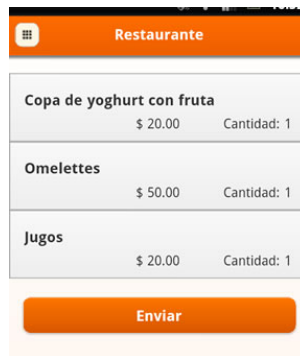 Restaurante
Copa de yoghurt con fruta
$ 20.00 Cantidad: 1
Omelettes
$ 50.00 Cantidad: 1
Jugos
$ 20.00 Cantidad: 1
Enviar